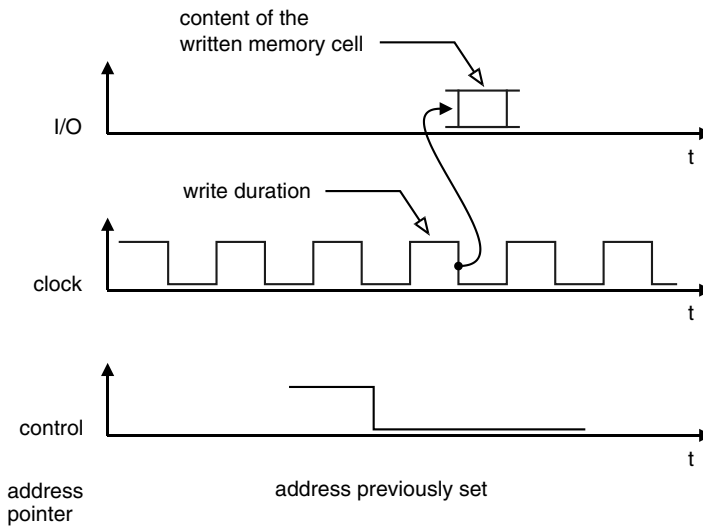 content of the
written memory cell
I/O
t
write duration
clock
t
control
t
address
pointer
address previously set